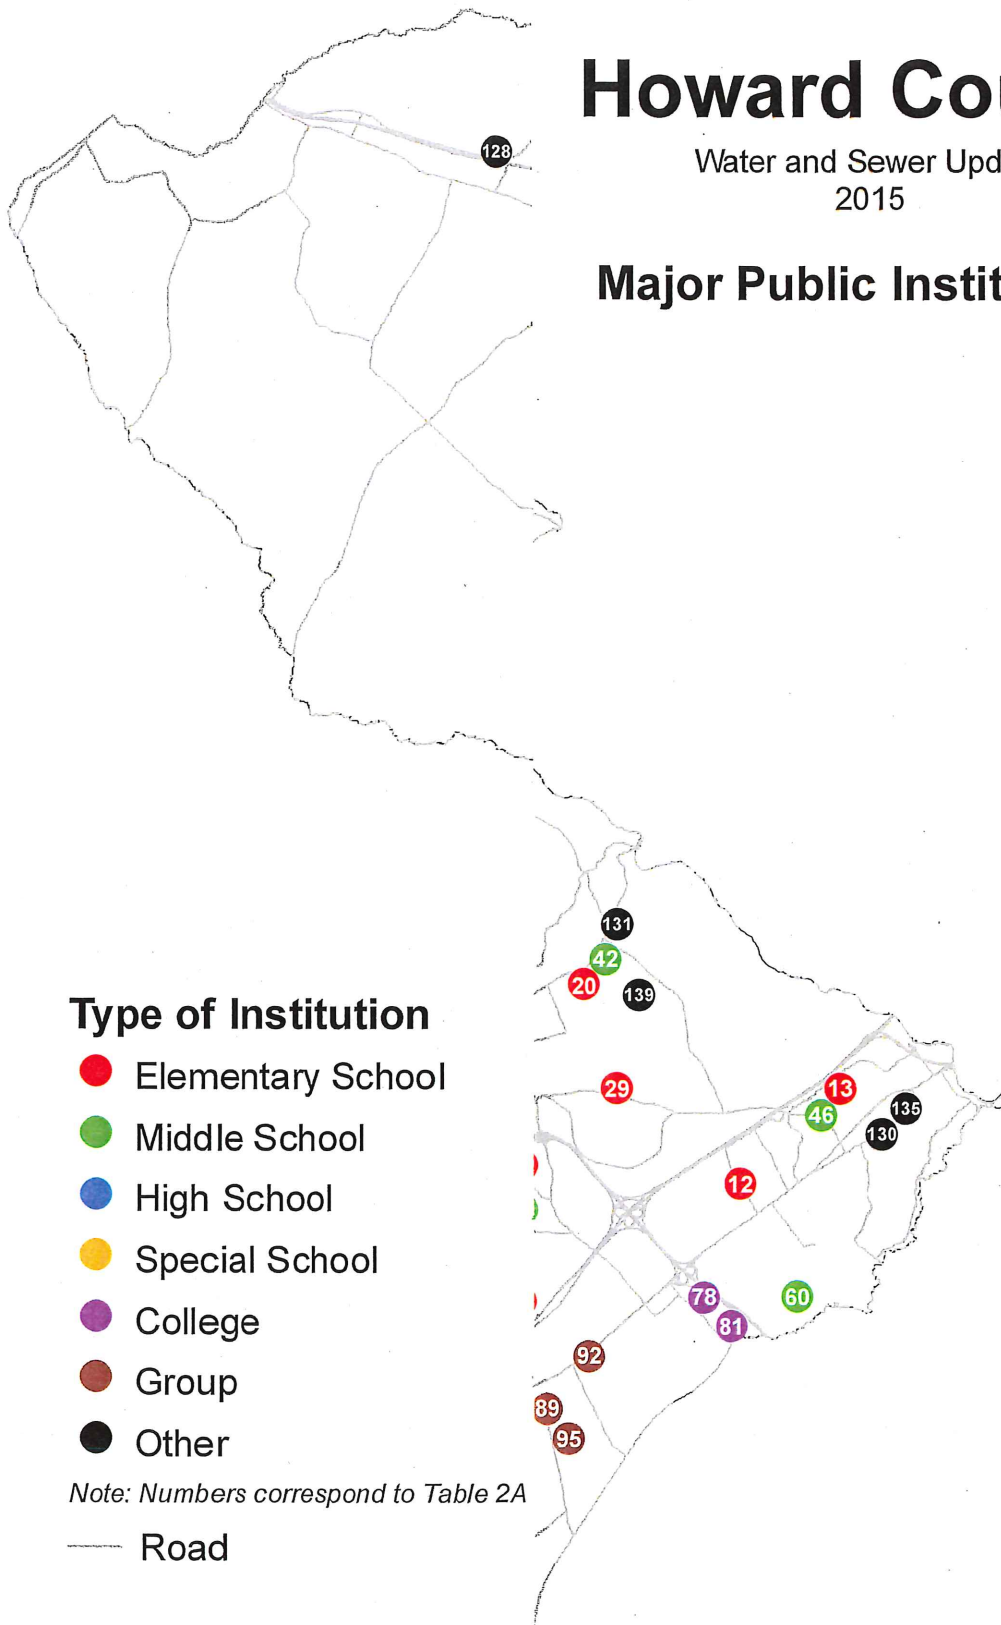 Howard Cou
Water and Sewer Upd
2015
Major Public Instit
128
131
42
20
139
29
13
46
135
130
12
78
60
81
92
89
95
Type of Institution
Elementary School
Middle School
High School
Special School
College
Group
Other
Note: Numbers correspond to Table 2A
Road